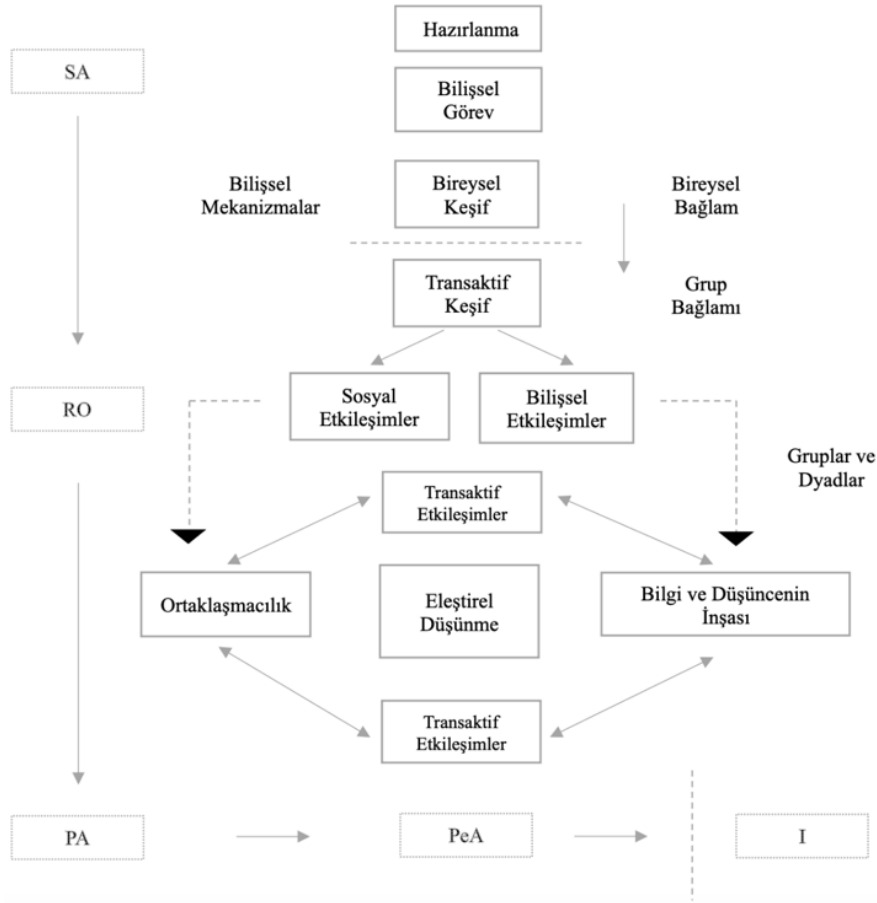 Hazırlanma
SA
Bilişsel
Görev
Bilişsel
Mekanizmalar
Bireysel
Keşif
Bireysel
Bağlam
Transaktif
Keşif
Grup
Bağlamı
RO
Sosyal
Etkileşimler
Bilişsel
Etkileşimler
Gruplar ve
Dyadlar
Transaktif
Etkileşimler
Ortaklaşmacılık
Eleştirel
Düşünme
Bilgi ve Düşüncenin
İnşası
Transaktif
Etkileşimler
PA
PeA
I